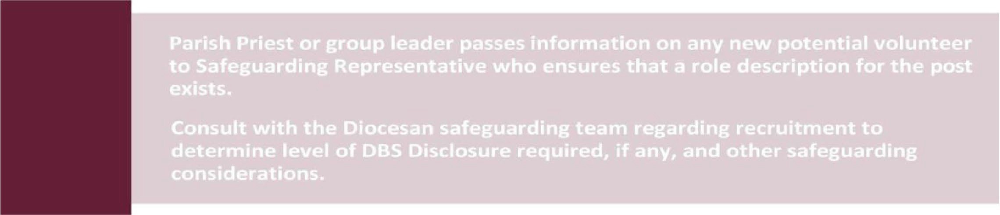 Parish Priest or group leader passes information on any new potential volunteer
to Safeguarding Representative who ensures that a role description for the post
exists.
Consult with the Diocesan safeguarding team regarding recruitment to
determine level of DBS Disclosure required, if any, and other safeguarding
considerations.